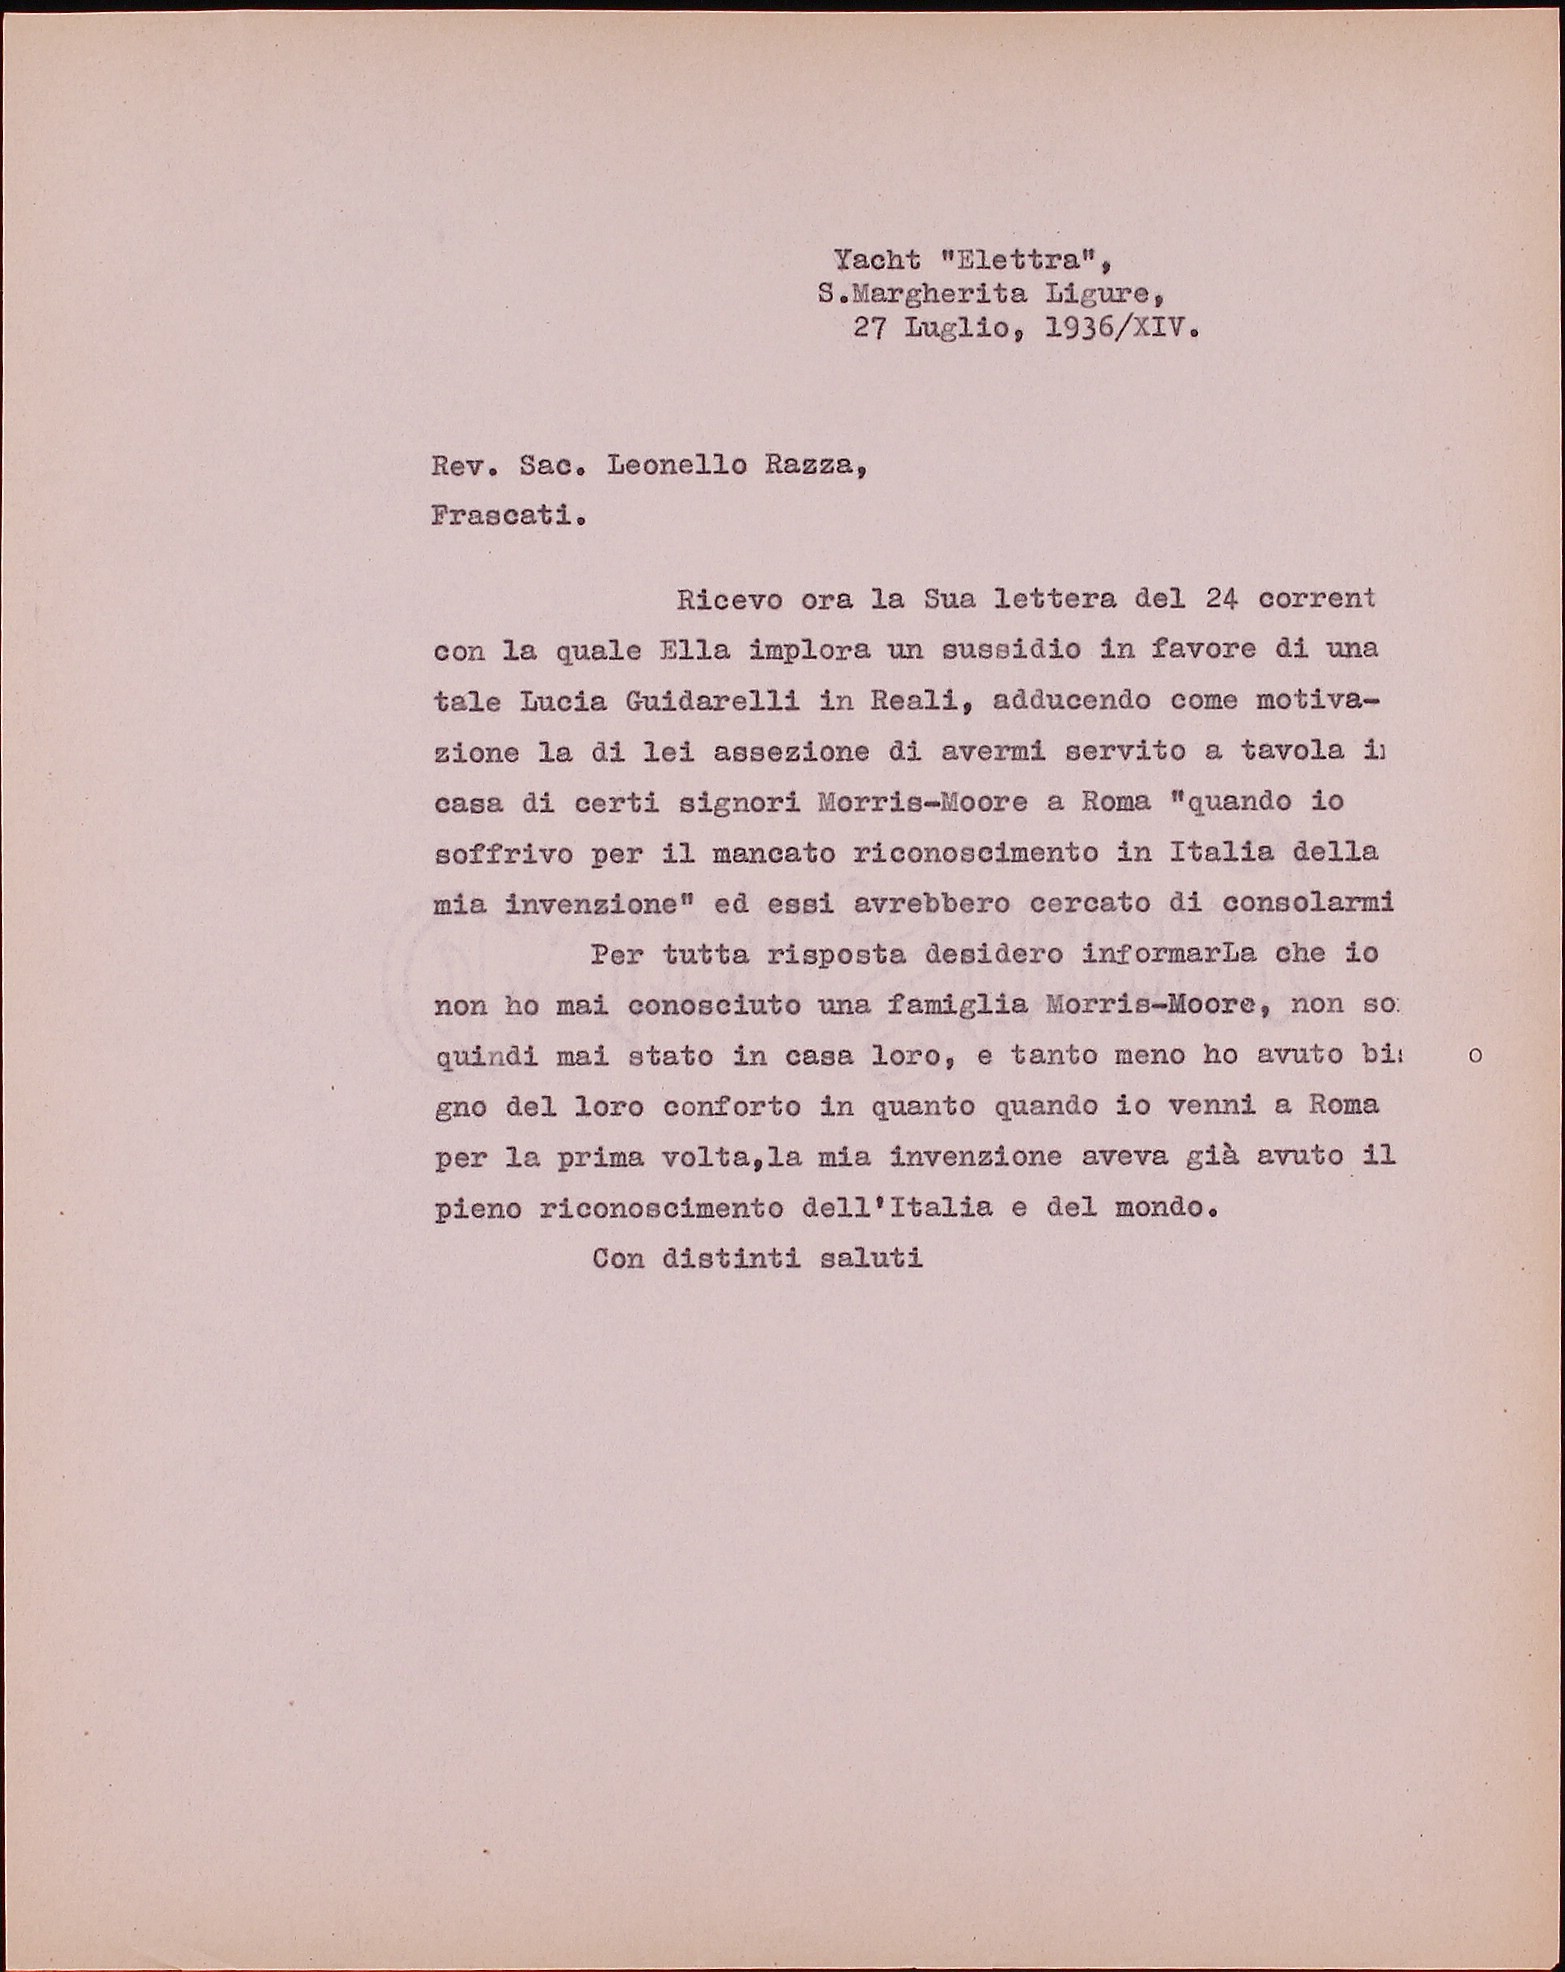 Yacht "Elettra",
S.Margherita Ligure,
27 Luglio, 1936/XIV.
Rev. Sac. Leonello Razza,
Frascati.
Ricevo ora la Sua lettera del 24 corrent
con la quale Ella implora un sussidio in favore di una
tale Lucia Guidarelli in Reali, adducendo come motiva-
zione la di lei assezione di avermi servito a tavola i
casa di certi signori Morris-Moore a Roma "quando io
soffrivo per il mancato riconoscimento in Italia della
mia invenzione" ed essi avrebbero cercato di consolarmi
Per tutta risposta desidero informarLa che io
non ho mai conosciuto una famiglia Morris-Moore, non so
quindi mai stato in casa loro, e tanto meno ho avuto bi o
gno del loro conforto in quanto quando io venni a Roma
per la prima volta,la mia invenzione aveva già avuto il
pieno riconoscimento dell'Italia e del mondo.
Con distinti saluti